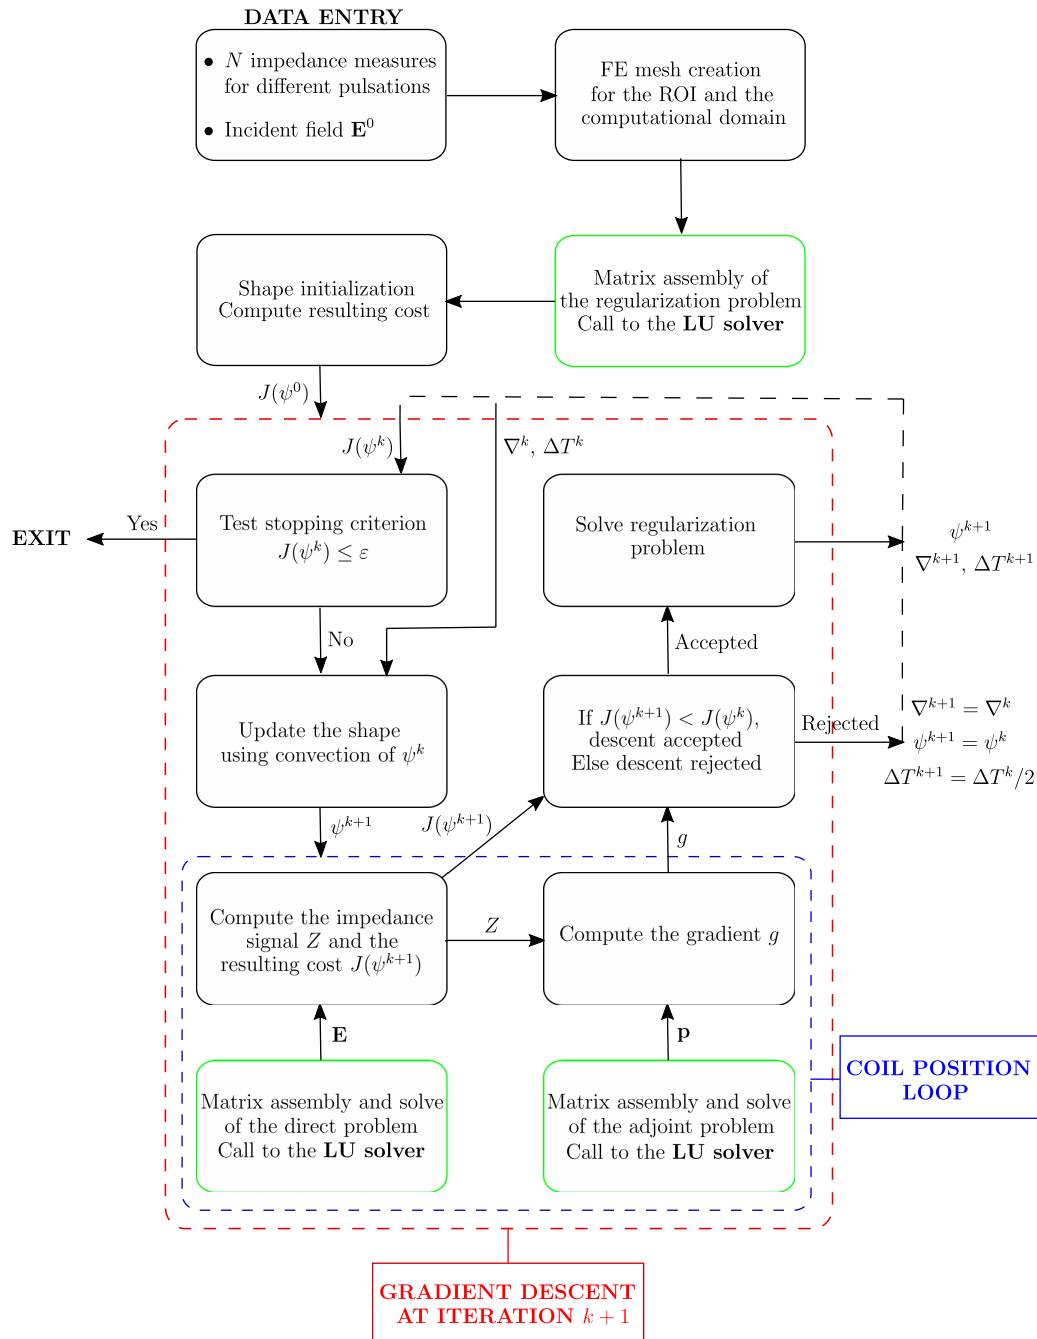 DATA ENTRY
• N impedance measures
for different pulsations
• Incident field E^0
FE mesh creation
for the ROI and the
computational domain
Matrix assembly of
the regularization problem
Call to the LU solver
Shape initialization
Compute resulting cost
J(ψ^0)
J(ψ^k)
∇^k, ΔT^k
Test stopping criterion
J(ψ^k) ≤ ε
Yes
EXIT
No
Solve regularization
problem
ψ^{k+1}
∇^{k+1}, ΔT^{k+1}
Accepted
Update the shape
using convection of ψ^k
If J(ψ^{k+1}) < J(ψ^k),
descent accepted
Else descent rejected
Rejected
∇^{k+1} = ∇^k
ψ^{k+1} = ψ^k
ΔT^{k+1} = ΔT^k/2
ψ^{k+1}
J(ψ^{k+1})
g
Compute the impedance
signal Z and the
resulting cost J(ψ^{k+1})
Z
Compute the gradient g
E
p
Matrix assembly and solve
of the direct problem
Call to the LU solver
Matrix assembly and solve
of the adjoint problem
Call to the LU solver
COIL POSITION
LOOP
GRADIENT DESCENT
AT ITERATION k + 1